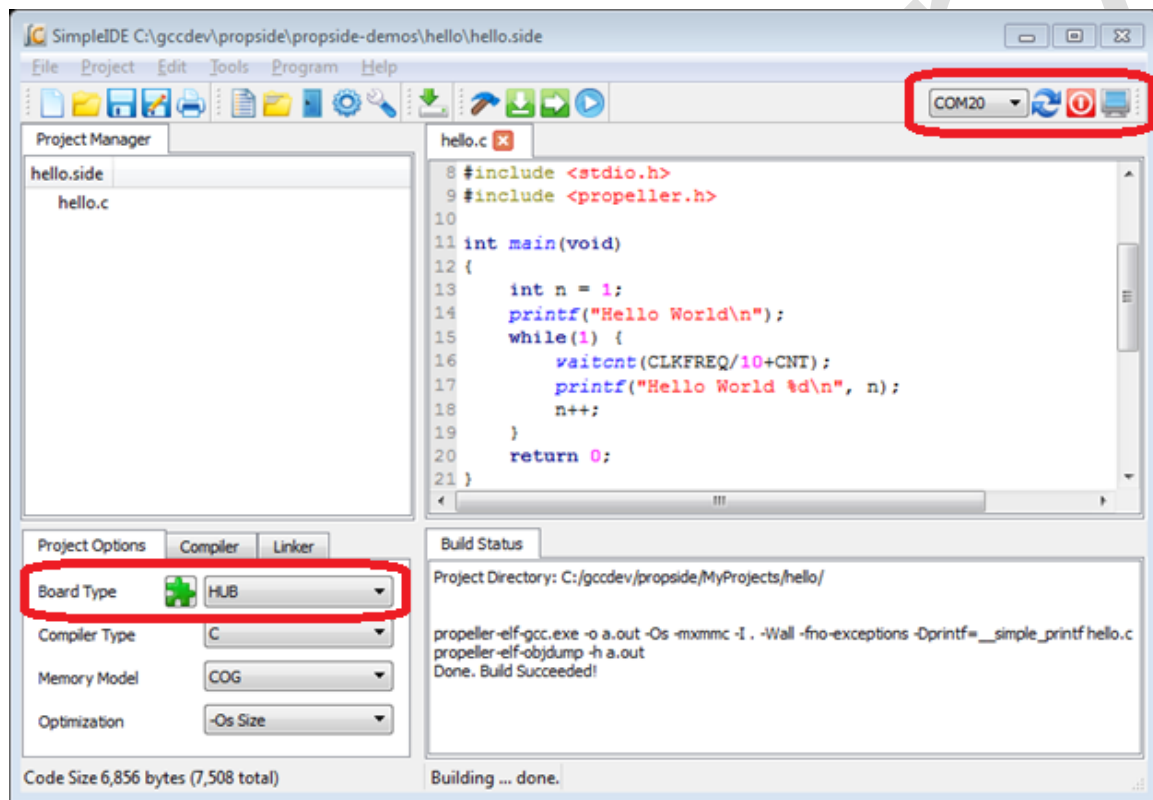 SimpleIDE C:\gccdev\propside\propside-demos\hello\hello.side
File Project Edit Tools Program Help
COM20
Project Manager
hello.side
hello.c
hello.c
8 #include <stdio.h>
9 #include <propeller.h>
10
11 int main(void)
12 {
13 int n = 1;
14 printf("Hello World\n");
15 while(1) {
16 waitcnt(CLKFREQ/10+CNT);
17 printf("Hello World %d\n", n);
18 n++;
19 }
20 return 0;
21 }
Project Options Compiler Linker
Board Type HUB
Compiler Type C
Memory Model COG
Optimization -Os Size
Build Status
Project Directory: C:/gccdev/propside/MyProjects/hello/
propeller-elf-gcc.exe -o a.out -Os -mxmmc -I . -Wall -fno-exceptions -Dprintf=__simple_printf hello.c
propeller-elf-objdump -h a.out
Done. Build Succeeded!
Code Size 6,856 bytes (7,508 total)
Building ... done.